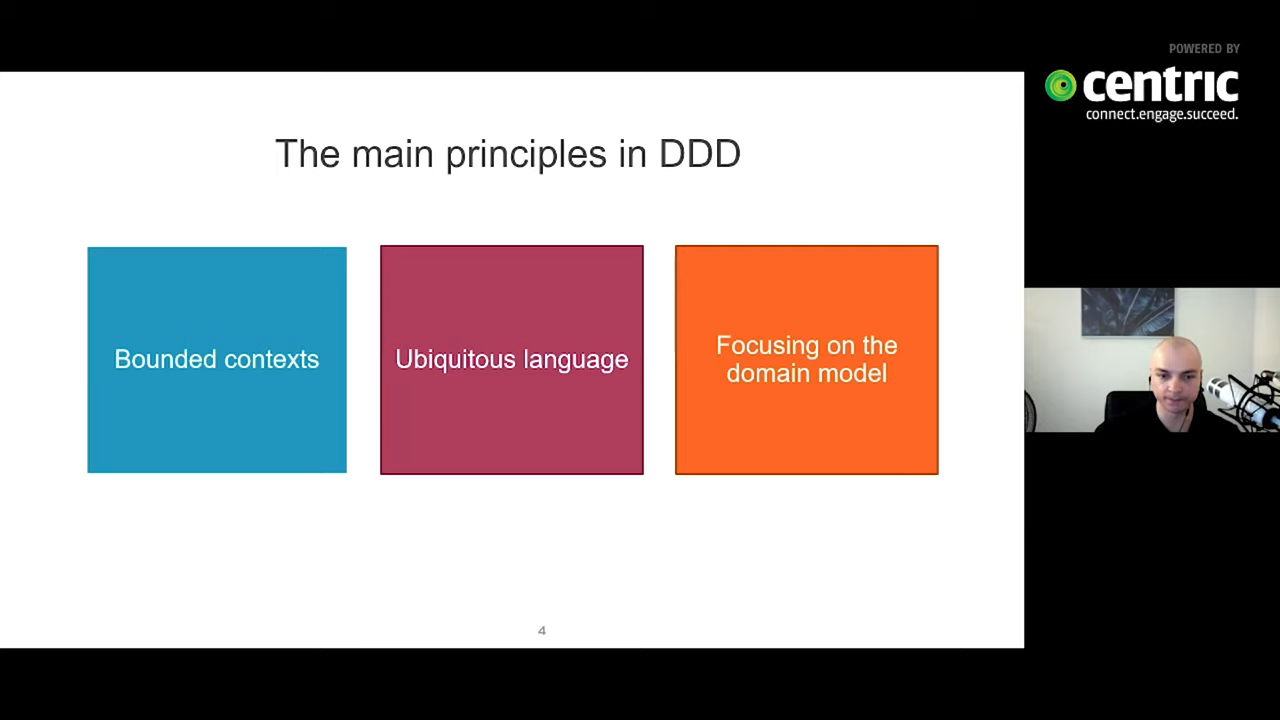 POWERED BY
centric
connect.engage.succeed.
The main principles in DDD
Bounded contexts
Ubiquitous language
Focusing on the
domain model
4